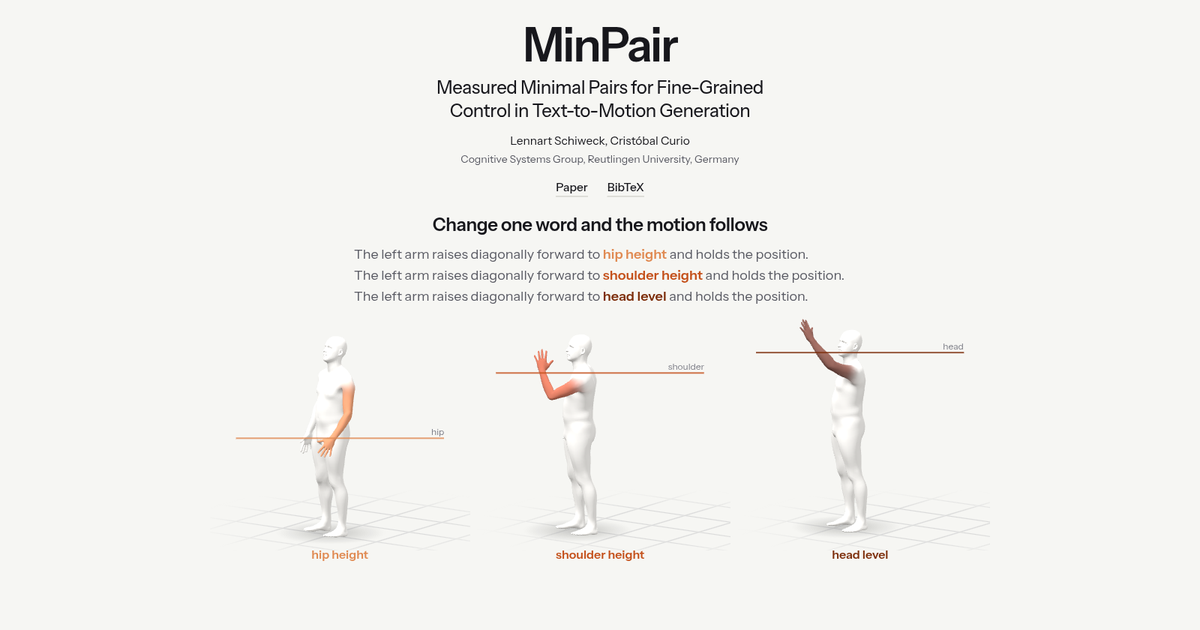 MinPair
Measured Minimal Pairs for Fine-Grained
Control in Text-to-Motion Generation
Lennart Schiweck, Cristóbal Curio
Cognitive Systems Group, Reutlingen University, Germany
Paper BibTeX
Change one word and the motion follows
The left arm raises diagonally forward to hip height and holds the position.
The left arm raises diagonally forward to shoulder height and holds the position.
The left arm raises diagonally forward to head level and holds the position.
head
shoulder
hip
hip height
shoulder height
head level